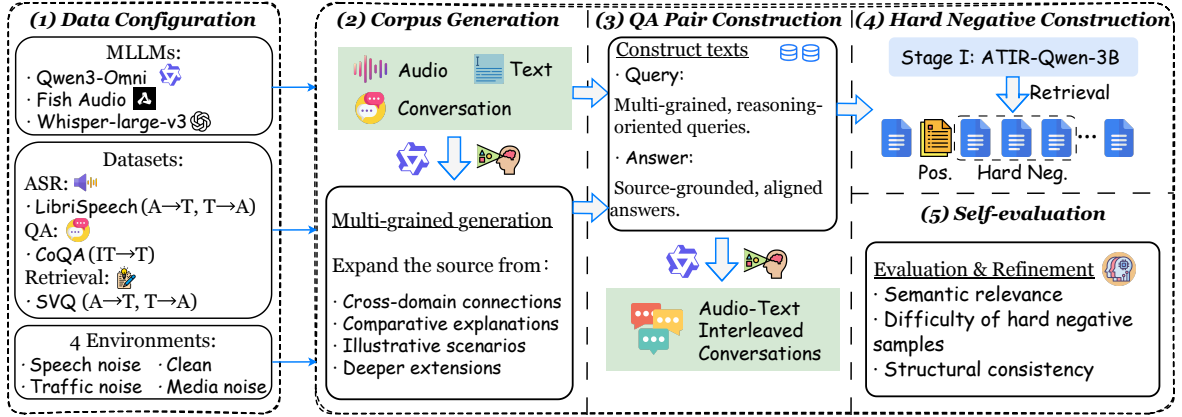 (1) Data Configuration
MLLMs:
· Qwen3-Omni
· Fish Audio
· Whisper-large-v3
Datasets:
ASR:
· LibriSpeech (A→T, T→A)
QA:
· CoQA (IT→T)
Retrieval:
· SVQ (A→T, T→A)
4 Environments:
· Speech noise · Clean
· Traffic noise · Media noise
(2) Corpus Generation
Audio Text
Conversation
Multi-grained generation
Expand the source from：
· Cross-domain connections
· Comparative explanations
· Illustrative scenarios
· Deeper extensions
(3) QA Pair Construction
Construct texts
· Query:
Multi-grained, reasoning-
oriented queries.
· Answer:
Source-grounded, aligned
answers.
Audio-Text
Interleaved
Conversations
(4) Hard Negative Construction
Stage I: ATIR-Qwen-3B
Retrieval
...
Pos. Hard Neg.
(5) Self-evaluation
Evaluation & Refinement
· Semantic relevance
· Difficulty of hard negative
samples
· Structural consistency